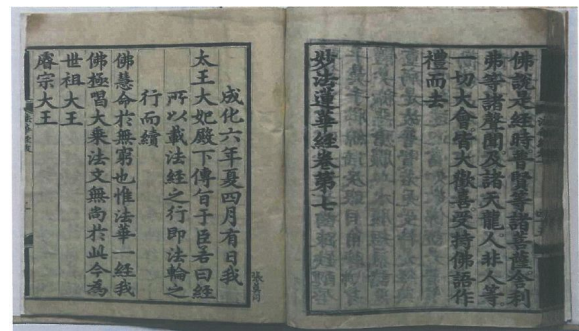 佛說是經時普賢等諸菩薩舍利
弗等諸聲聞及諸天龍人非人等
一切大會皆大歡喜受持佛語作
禮而去
妙法蓮華經卷第七
成化六年夏四月有日我
太王大妃殿下傳旨于臣若曰經
所以載法經之行即法輪之
行而續
佛慧命於無窮也惟法華一經我
佛極唱大乘法文無尚於此今為
世祖大王
睿宗大王